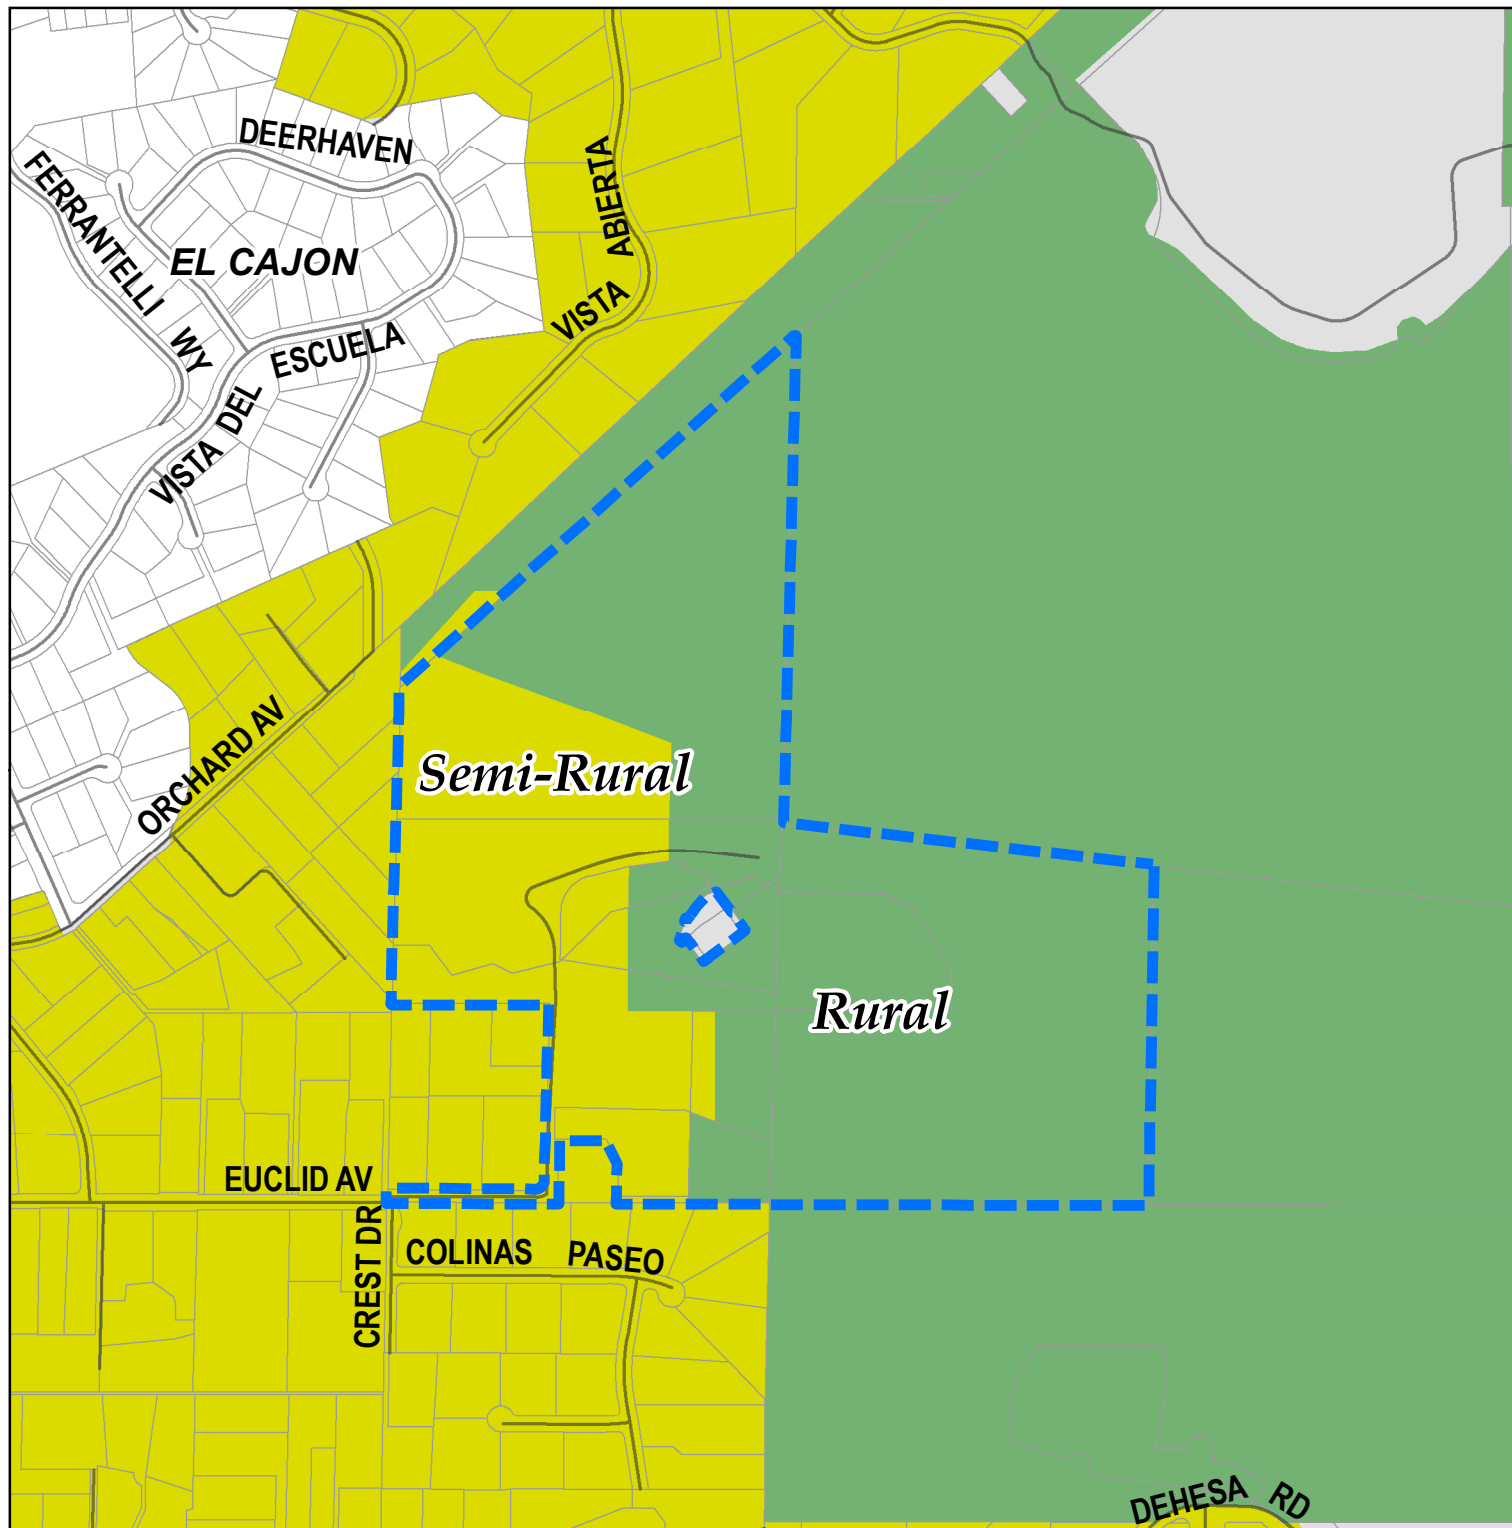 DEERHAVEN
FERRANTELLI WY
EL CAJON
VISTA ABIERTA
VISTA DEL ESCUELA
ORCHARD AV
Semi-Rural
Rural
EUCLID AV
CREST DR
COLINAS PASEO
DEHESA RD